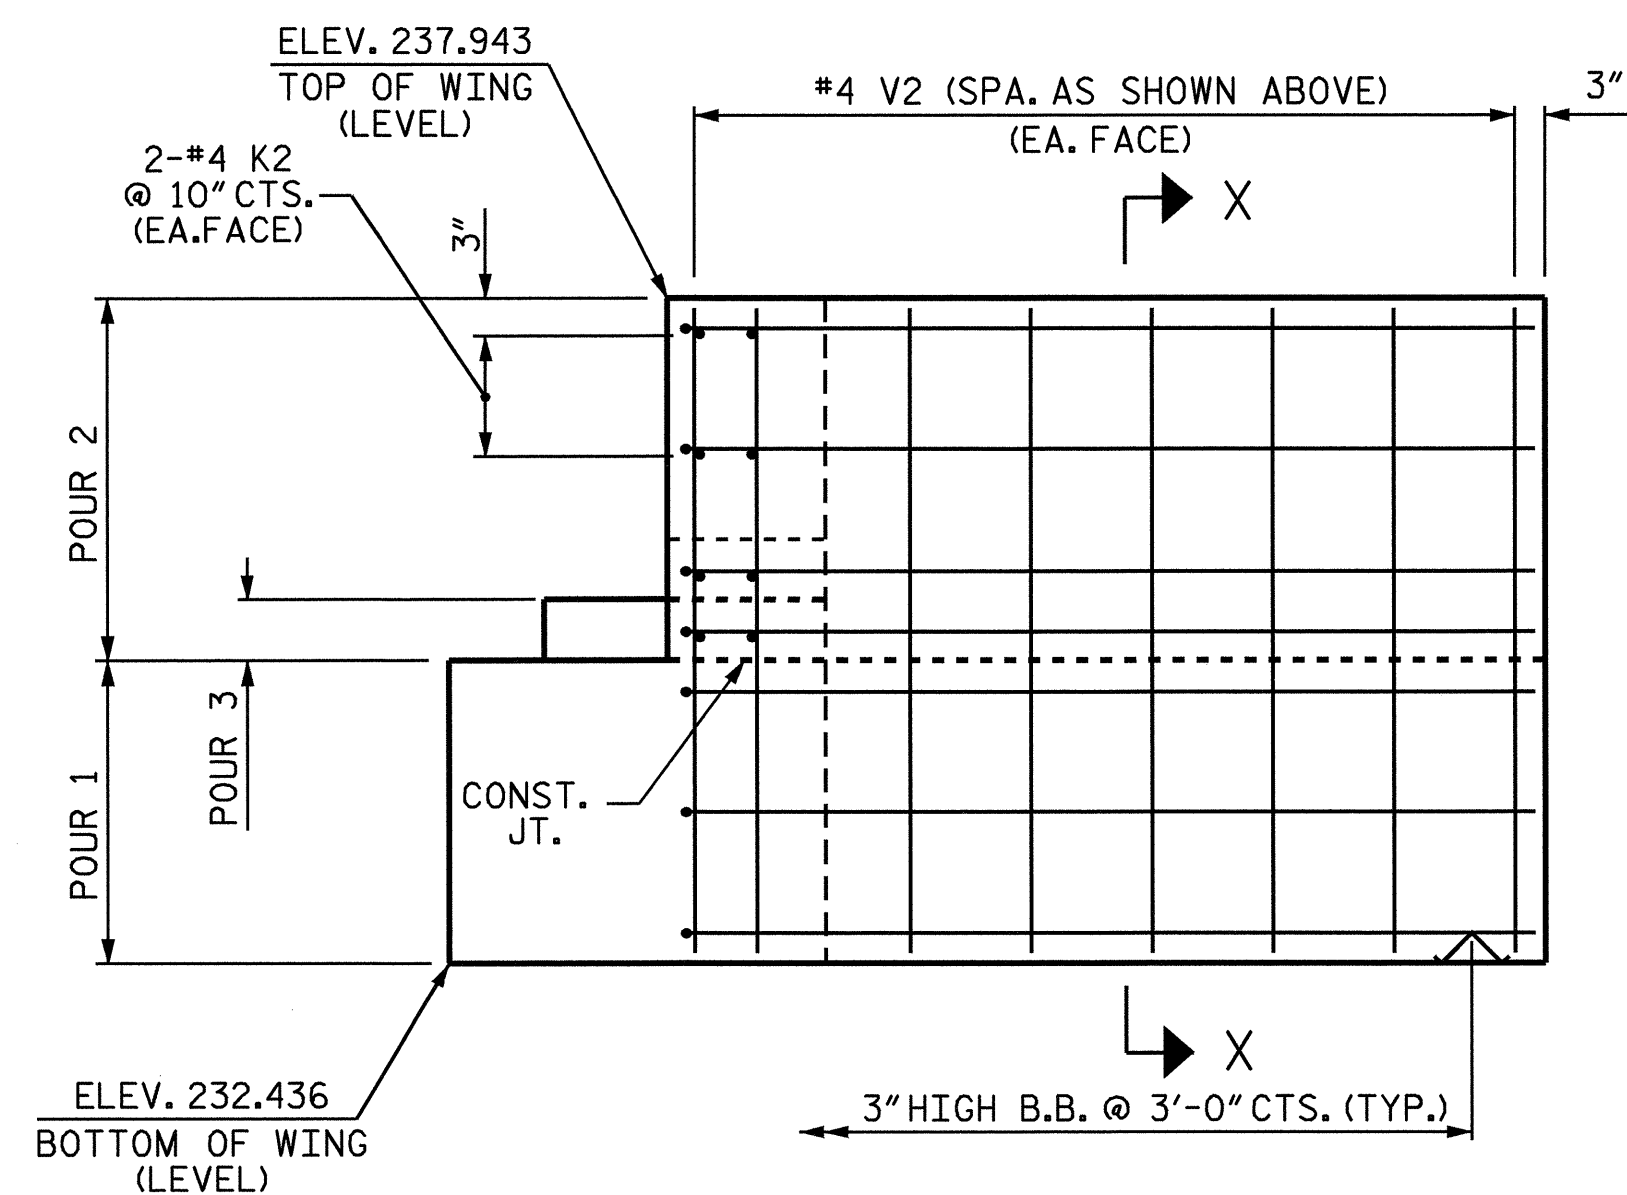 ELEV. 237.943
TOP OF WING
(LEVEL)
#4 V2 (SPA. AS SHOWN ABOVE)
(EA. FACE)
3"
2-#4 K2
@ 10" CTS.
(EA.FACE)
3"
X
POUR 2
POUR 3
POUR 1
CONST.
JT.
X
ELEV. 232.436
BOTTOM OF WING
(LEVEL)
3" HIGH B.B. @ 3'-0" CTS. (TYP.)